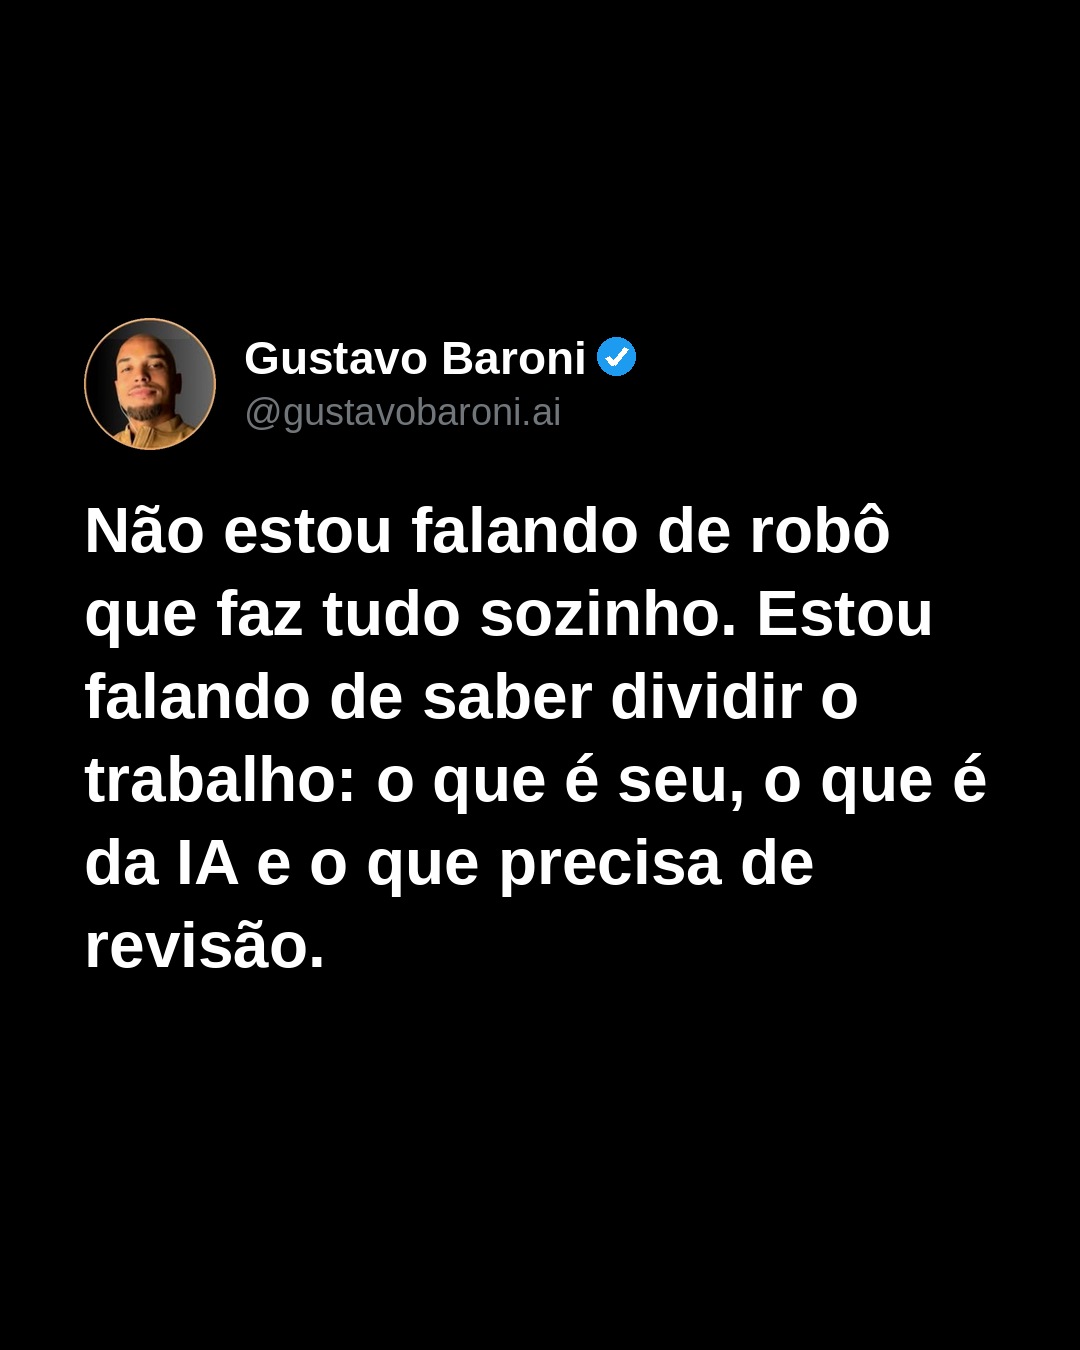 Gustavo Baroni
@gustavobaroni.ai
Não estou falando de robô
que faz tudo sozinho. Estou
falando de saber dividir o
trabalho: o que é seu, o que é
da IA e o que precisa de
revisão.